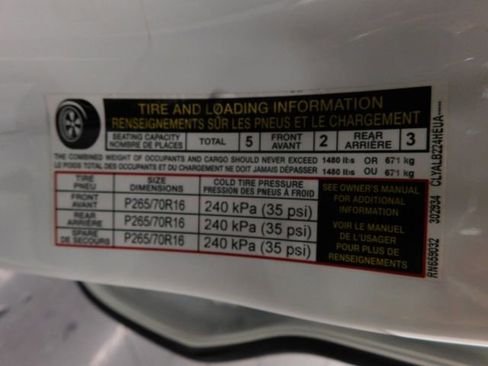 TIRE AND LOADING INFORMATION
RENSEIGNEMENTS SUR LES PNEUS ET LE CHARGEMENT
SEATING CAPACITY
NOMBRE DE PLACES
TOTAL 5
FRONT
AVANT
2
REAR
ARRIÈRE
3
THE COMBINED WEIGHT OF OCCUPANTS AND CARGO SHOULD NEVER EXCEED 1480 lbs OR 671 kg
LE POIDS TOTAL DES OCCUPANTS ET DU CHARGEMENT NE DOIT JAMAIS DÉPASSER 1480 lbs OU 671 kg
TIRE
PNEU
SIZE
DIMENSIONS
COLD TIRE PRESSURE
PRESSION DES PNEUS À FROID
FRONT
AVANT
P265/70R16
240 kPa (35 psi)
REAR
ARRIÈRE
P265/70R16
240 kPa (35 psi)
SPARE
DE SECOURS
P265/70R16
240 kPa (35 psi)
SEE OWNER'S MANUAL
FOR ADDITIONAL
INFORMATION
VOIR LE MANUEL
DE L'USAGER
POUR PLUS DE
RENSEIGNEMENTS